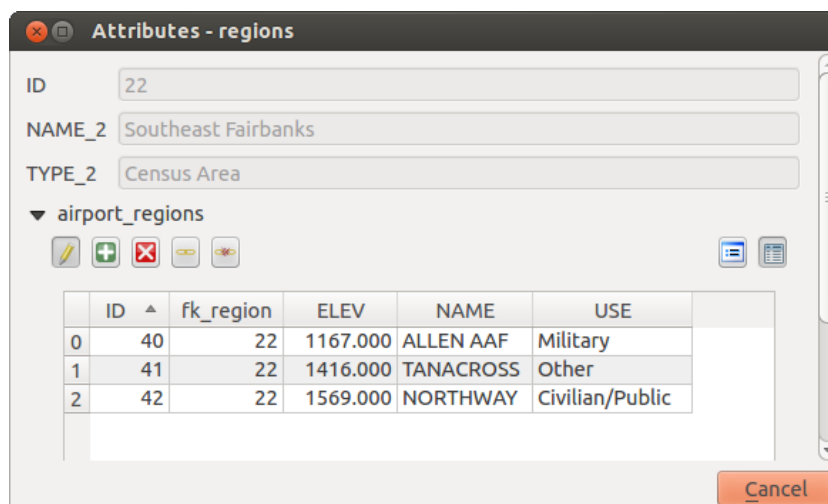 Attributes - regions
ID 22
NAME_2 Southeast Fairbanks
TYPE_2 Census Area
airport_regions
ID fk_region ELEV NAME USE
0 40 22 1167.000 ALLEN AAF Military
1 41 22 1416.000 TANACROSS Other
2 42 22 1569.000 NORTHWAY Civilian/Public
Cancel